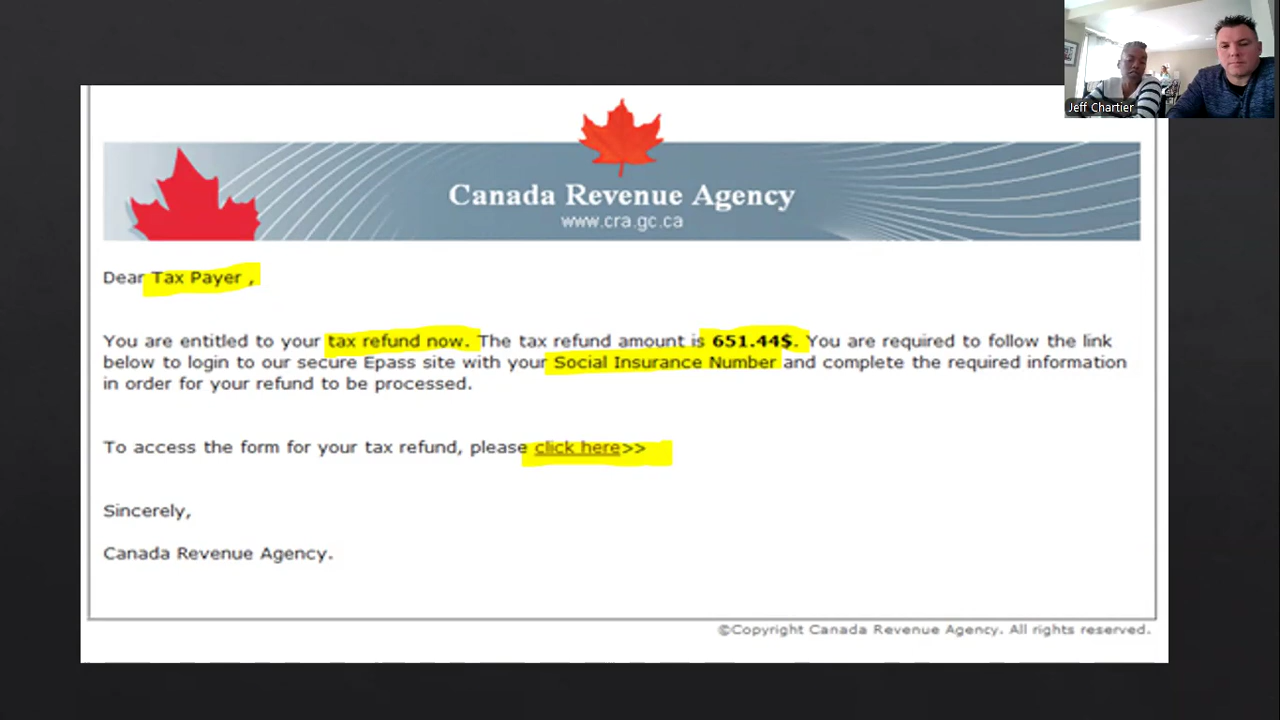 Jeff Chartier
Canada Revenue Agency
www.cra.gc.ca
Dear Tax Payer ,
You are entitled to your tax refund now. The tax refund amount is 651.44$. You are required to follow the link
below to login to our secure Epass site with your Social Insurance Number and complete the required information
in order for your refund to be processed.
To access the form for your tax refund, please click here>>
Sincerely,
Canada Revenue Agency.
©Copyright Canada Revenue Agency. All rights reserved.